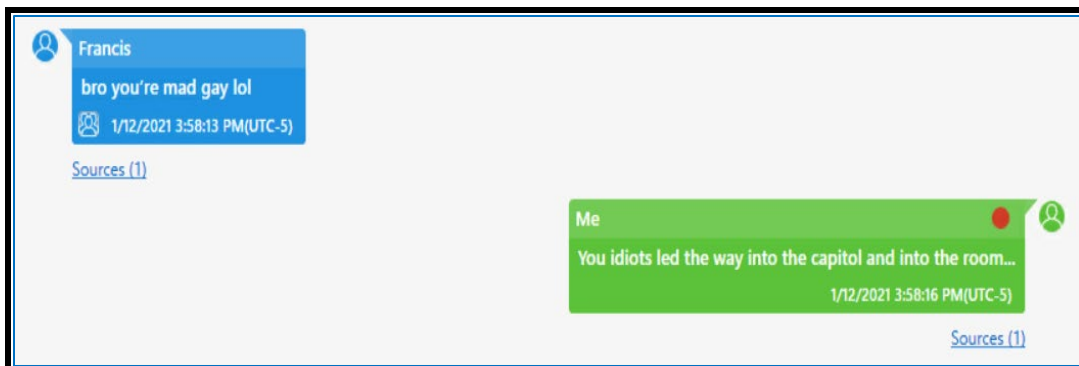 Francis
bro you're mad gay lol
1/12/2021 3:58:13 PM(UTC-5)
Sources (1)
Me
You idiots led the way into the capitol and into the room...
1/12/2021 3:58:16 PM(UTC-5)
Sources (1)